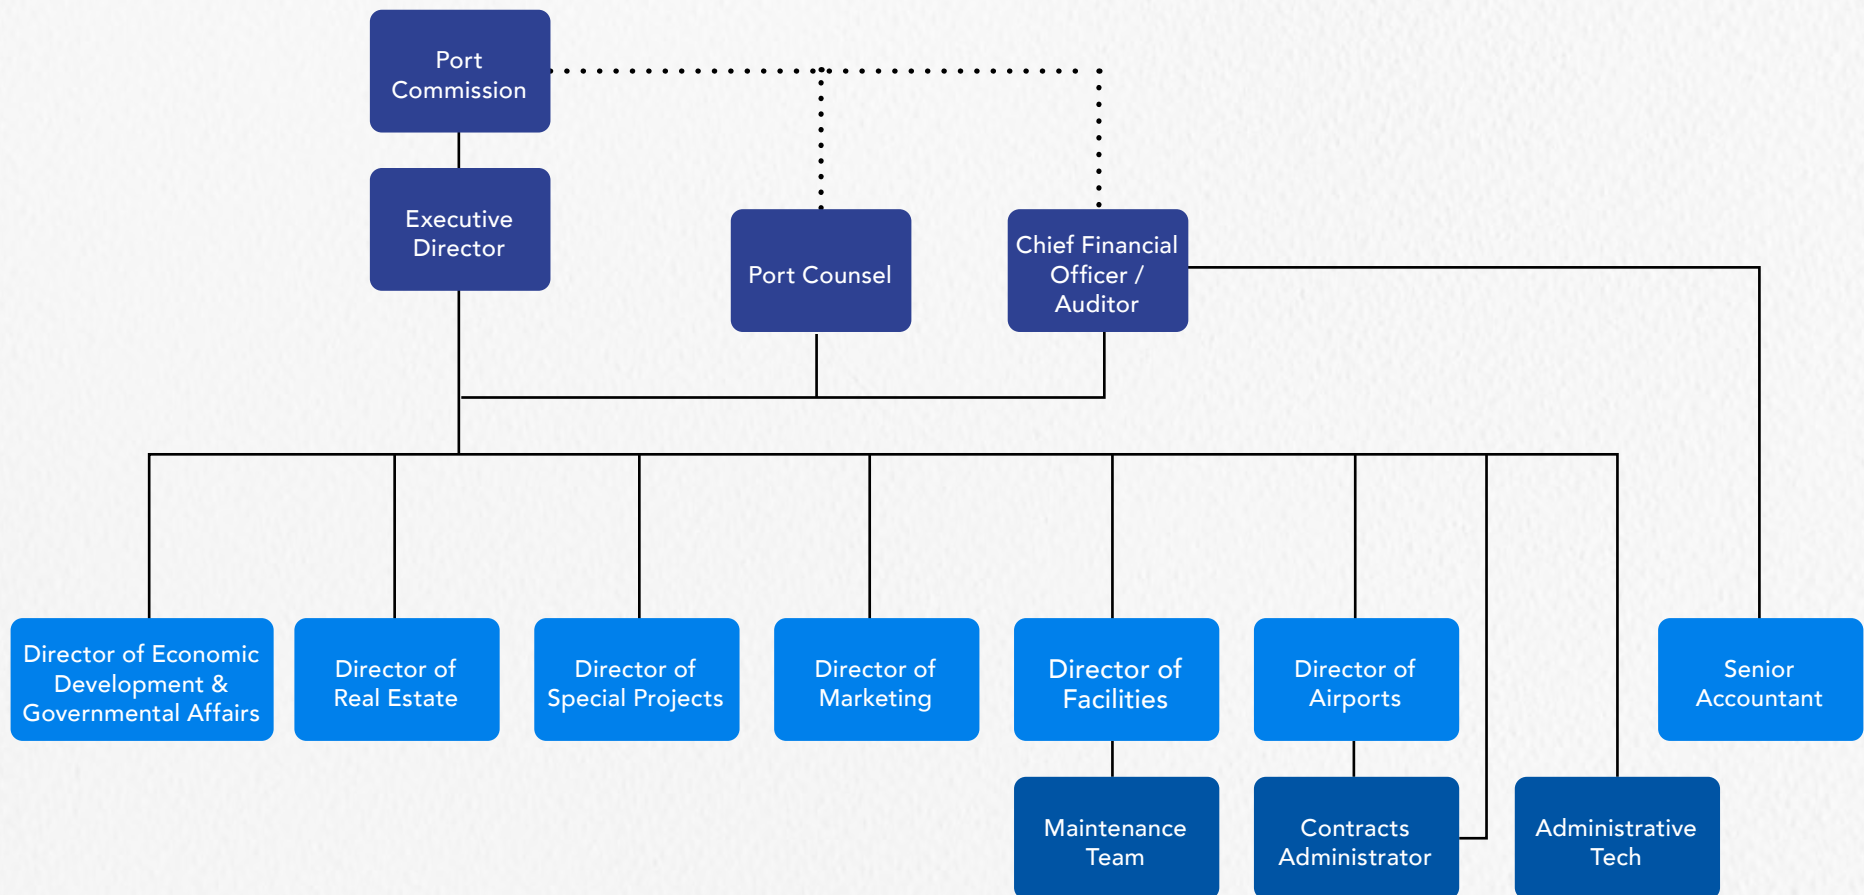 Port
Commission
Executive
Director
Port Counsel
Chief Financial
Officer /
Auditor
Director of Economic
Development &
Governmental Affairs
Director of
Real Estate
Director of
Special Projects
Director of
Marketing
Director of
Facilities
Director of
Airports
Senior
Accountant
Maintenance
Team
Contracts
Administrator
Administrative
Tech